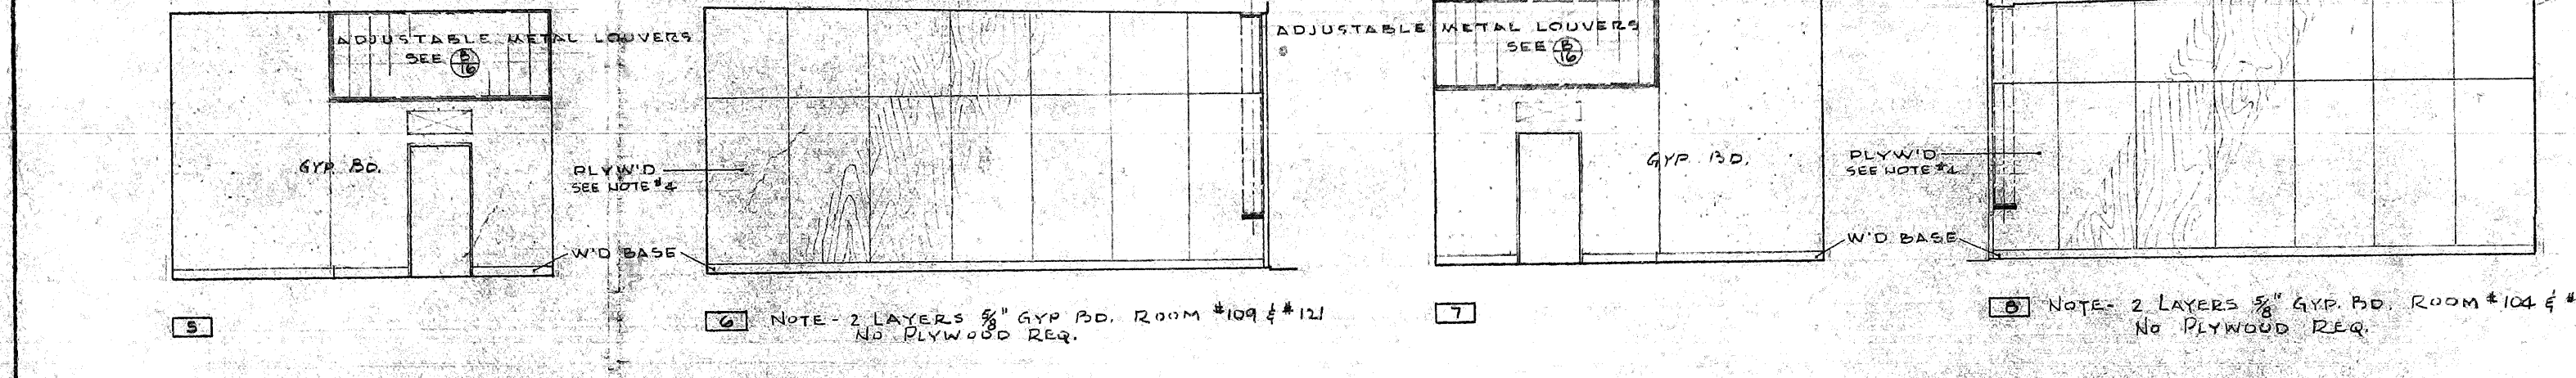 ADJUSTABLE METAL LOUVERS
SEE B/16
GYP. BD.
PLYW'D
SEE NOTE #4
W'D BASE
5
6 NOTE - 2 LAYERS 5/8" GYP BD. ROOM #109 & #121
NO PLYWOOD REQ.
ADJUSTABLE METAL LOUVERS
SEE B/16
GYP. BD.
PLYW'D
SEE NOTE #4
W'D BASE
7
8 NOTE- 2 LAYERS 5/8" GYP. BD. ROOM #104 & #
NO PLYWOOD REQ.